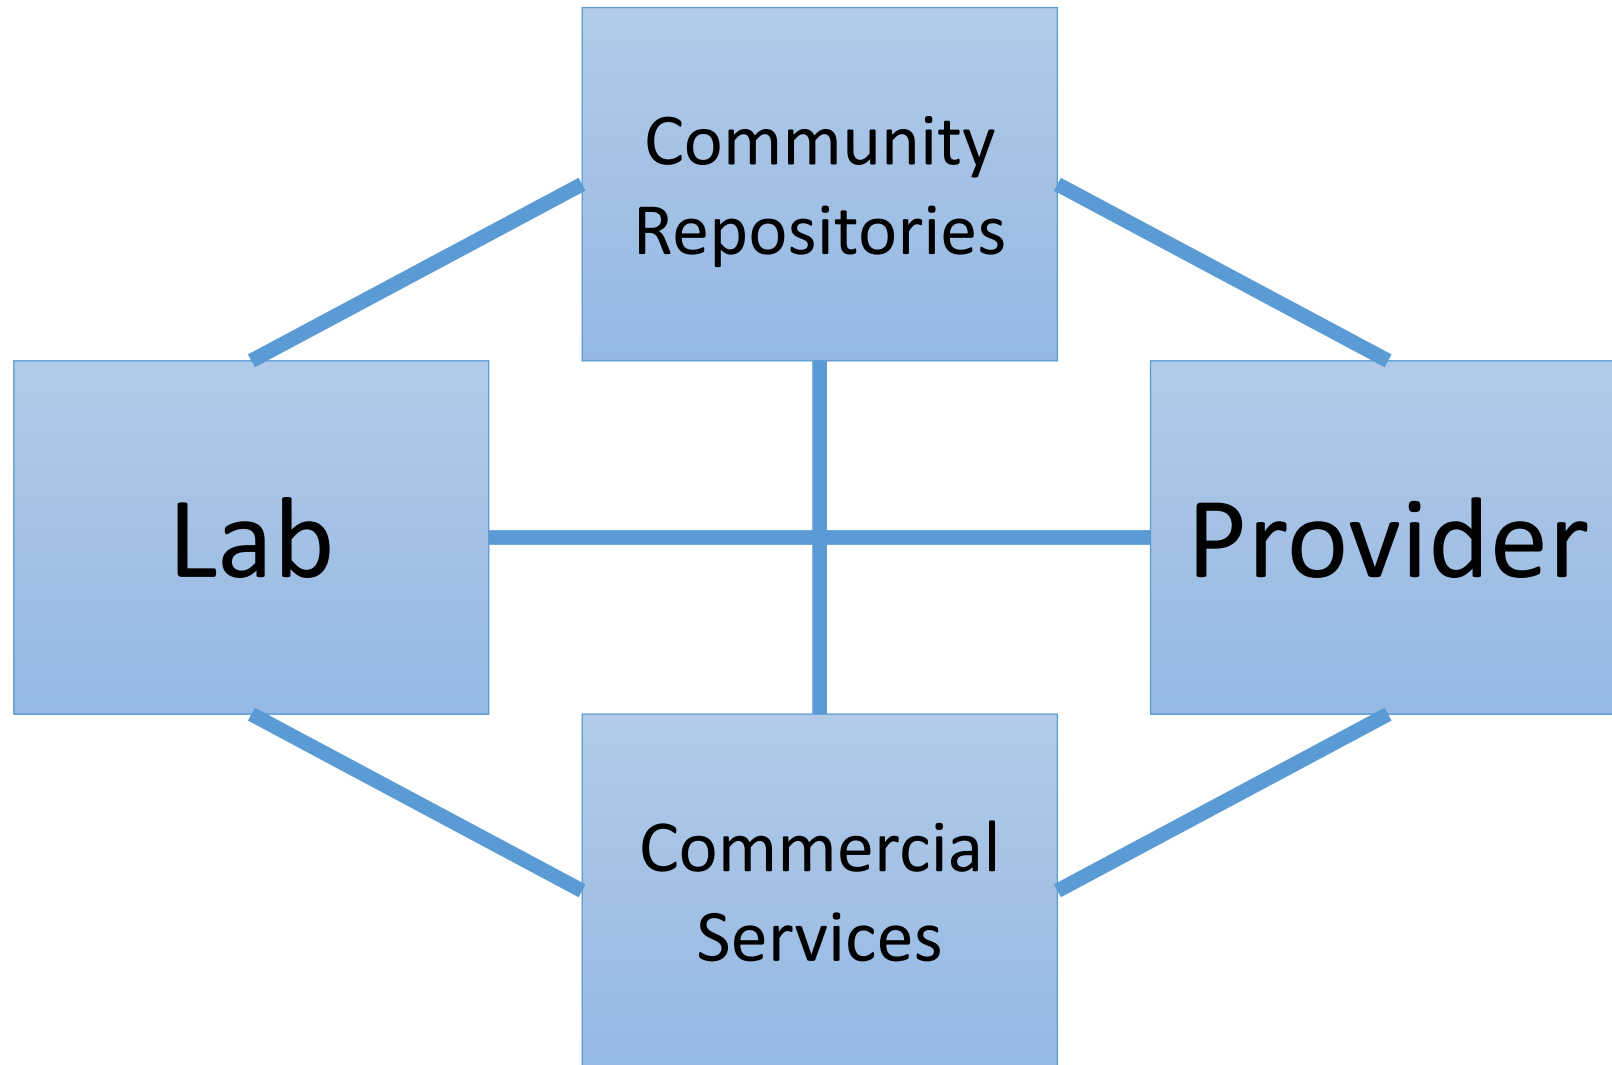 Community
Repositories
Lab
Provider
Commercial
Services